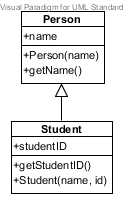 Visual Paradigm for UML Standard
Person
+name
+Person(name)
+getName()
Student
+studentID
+getStudentID()
+Student(name, id)